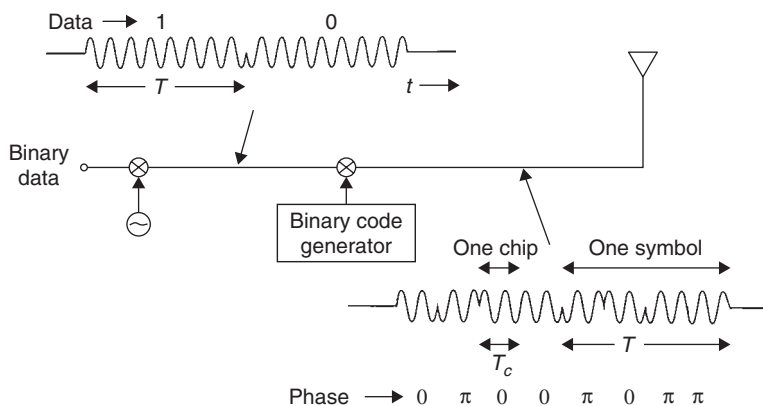 Data 1 0
T t
Binary
data
Binary code
generator
One chip One symbol
T_c T
Phase 0 π 0 0 π 0 π π